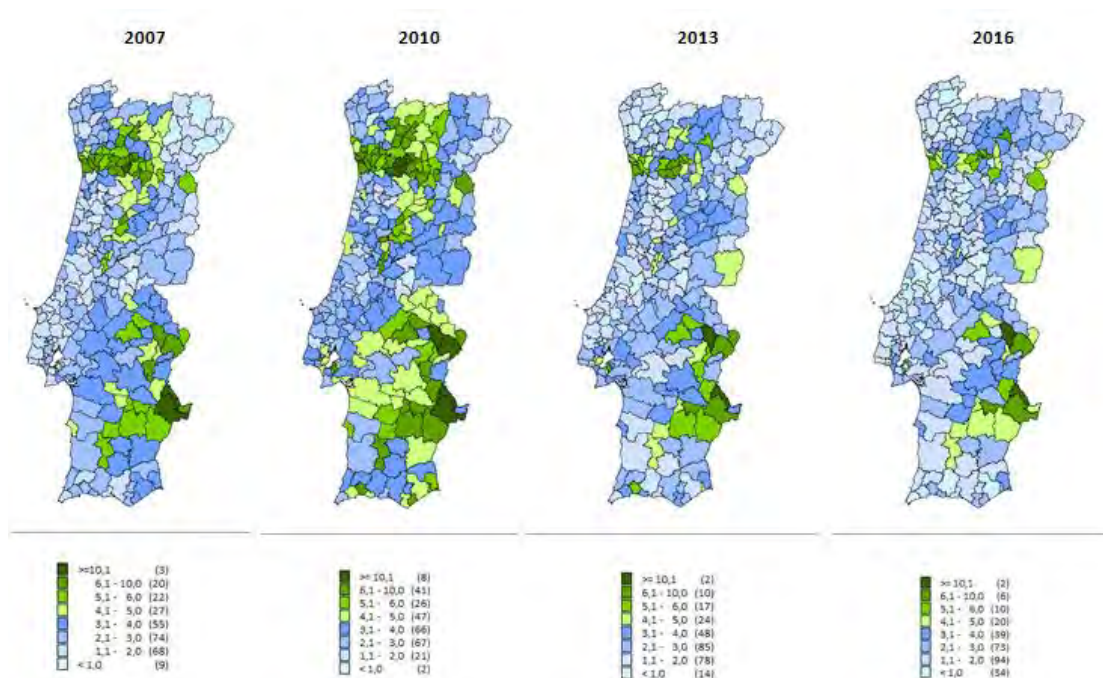 2007
2010
2013
2016
>=10,1 (3)
6,1 - 10,0 (20)
5,1 - 6,0 (22)
4,1 - 5,0 (27)
3,1 - 4,0 (55)
2,1 - 3,0 (74)
1,1 - 2,0 (68)
< 1,0 (9)
>= 10,1 (8)
6,1 - 10,0 (41)
5,1 - 6,0 (26)
4,1 - 5,0 (47)
3,1 - 4,0 (66)
2,1 - 3,0 (67)
1,1 - 2,0 (21)
< 1,0 (2)
>= 10,1 (2)
6,1 - 10,0 (10)
5,1 - 6,0 (17)
4,1 - 5,0 (24)
3,1 - 4,0 (48)
2,1 - 3,0 (85)
1,1 - 2,0 (78)
< 1,0 (14)
>= 10,1 (2)
6,1 - 10,0 (6)
5,1 - 6,0 (10)
4,1 - 5,0 (20)
3,1 - 4,0 (39)
2,1 - 3,0 (73)
1,1 - 2,0 (94)
< 1,0 (34)